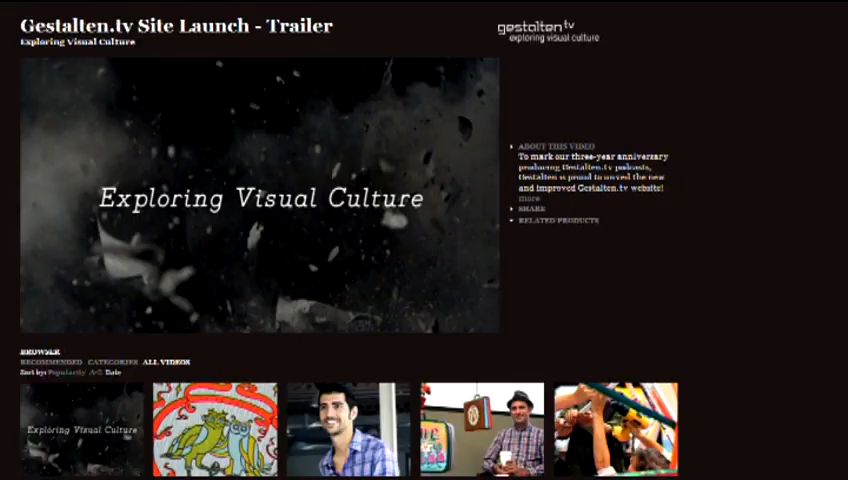 Gestalten.tv Site Launch - Trailer
Exploring Visual Culture
gestalten tv
exploring visual culture
Exploring Visual Culture
ABOUT THIS VIDEO
To mark our three-year anniversary
producing Gestalten.tv podcasts,
Gestalten is proud to unveil the new
and improved Gestalten.tv website!
more
SHARE
RELATED PRODUCTS
BROWSER
RECOMMENDED CATEGORIES ALL VIDEOS
Sort by: Popularity A-Z Date
Exploring Visual Culture